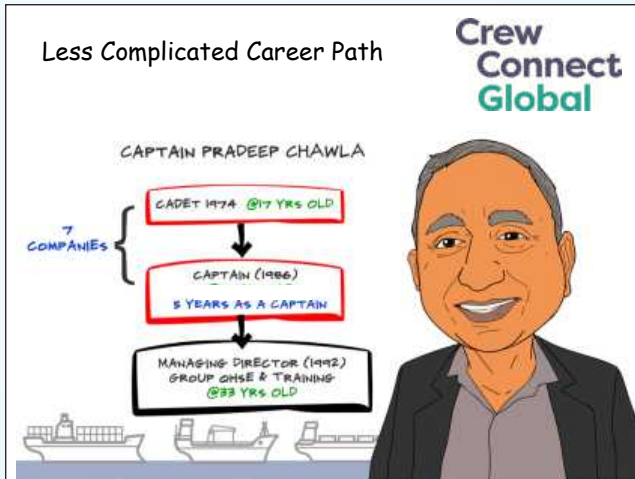 Less Complicated Career Path
Crew
Connect
Global
CAPTAIN PRADEEP CHAWLA
CADET 1974 @17 YRS OLD
7
COMPANIES
CAPTAIN (1986)
5 YEARS AS A CAPTAIN
MANAGING DIRECTOR (1992)
GROUP QHSE & TRAINING
@33 YRS OLD